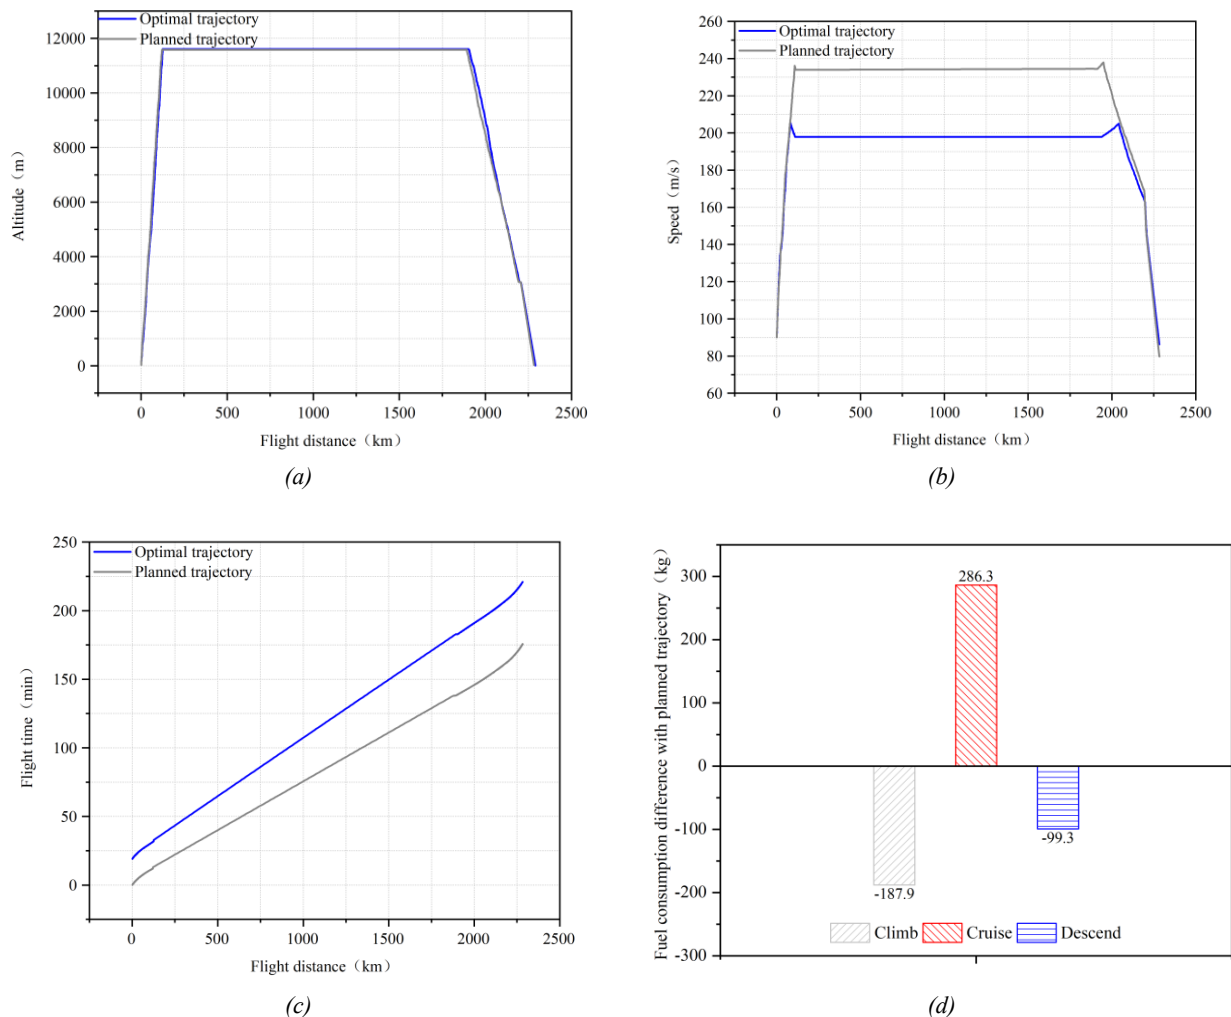 Optimal trajectory
Planned trajectory
12000
10000
8000
6000
4000
2000
0
Altitude（m）
0 500 1000 1500 2000 2500
Flight distance（km）
(a)
260
240
220
200
180
160
140
120
100
80
60
Optimal trajectory
Planned trajectory
Speed（m/s）
0 500 1000 1500 2000 2500
Flight distance（km）
(b)
250
200
150
100
50
0
Optimal trajectory
Planned trajectory
Flight time（min）
0 500 1000 1500 2000 2500
Flight distance（km）
(c)
Fuel consumption difference with planned trajectory（kg）
300
200
100
0
-100
-200
-300
286.3
-187.9
-99.3
Climb Cruise Descend
(d)